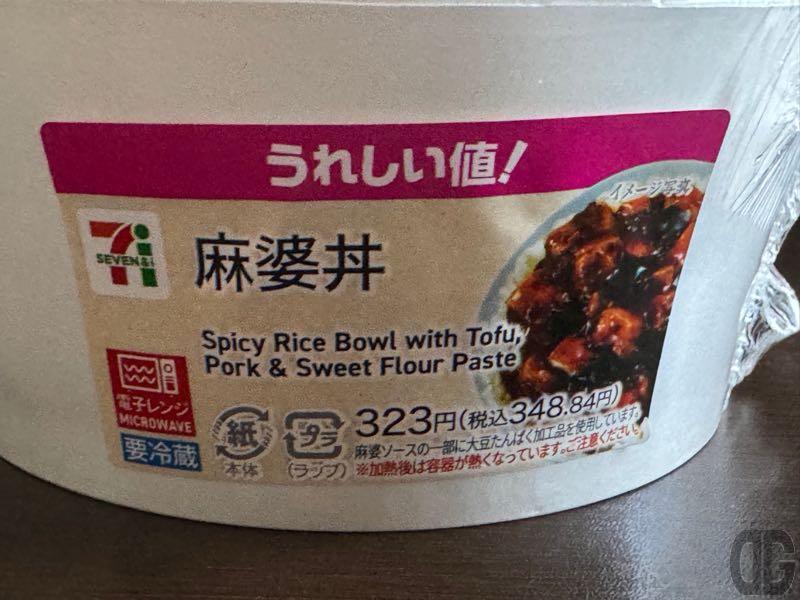 うれしい値!
イメージ写真
SEVEN&i
麻婆丼
Spicy Rice Bowl with Tofu,
Pork & Sweet Flour Paste
電子レンジ
MICROWAVE
要冷蔵
紙
本体
プラ
(ラップ)
323円(税込348.84円)
麻婆ソースの一部に大豆たんぱく加工品を使用しています。
※加熱後は容器が熱くなっています。ご注意ください。